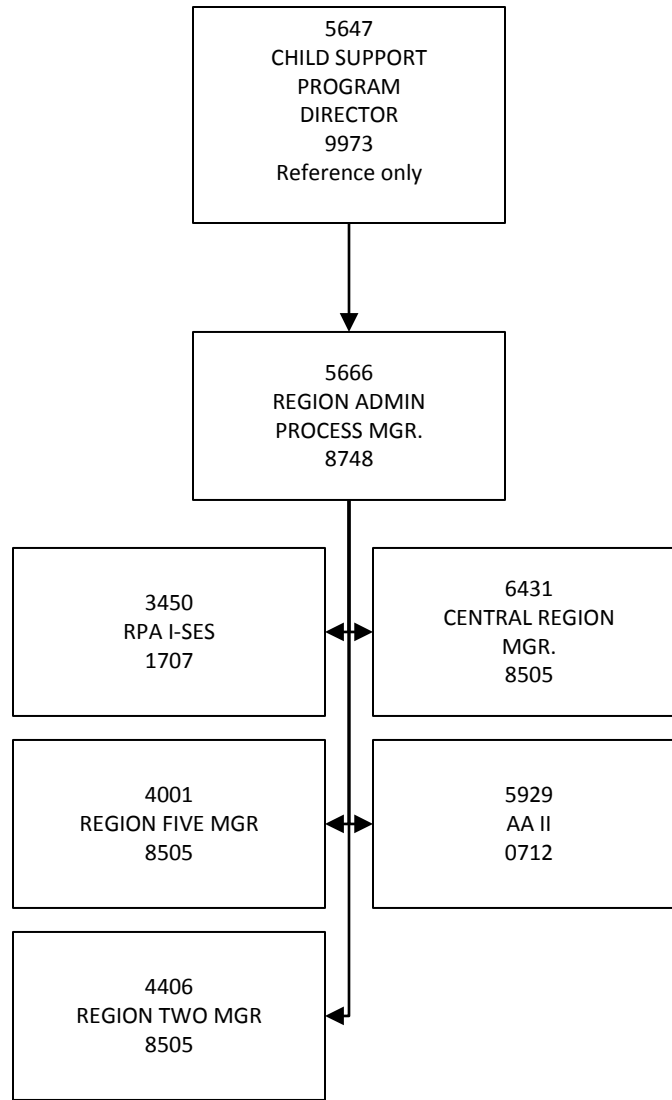 5647
CHILD SUPPORT
PROGRAM
DIRECTOR
9973
Reference only
5666
REGION ADMIN
PROCESS MGR.
8748
3450
RPA I-SES
1707
6431
CENTRAL REGION
MGR.
8505
4001
REGION FIVE MGR
8505
5929
AA II
0712
4406
REGION TWO MGR
8505